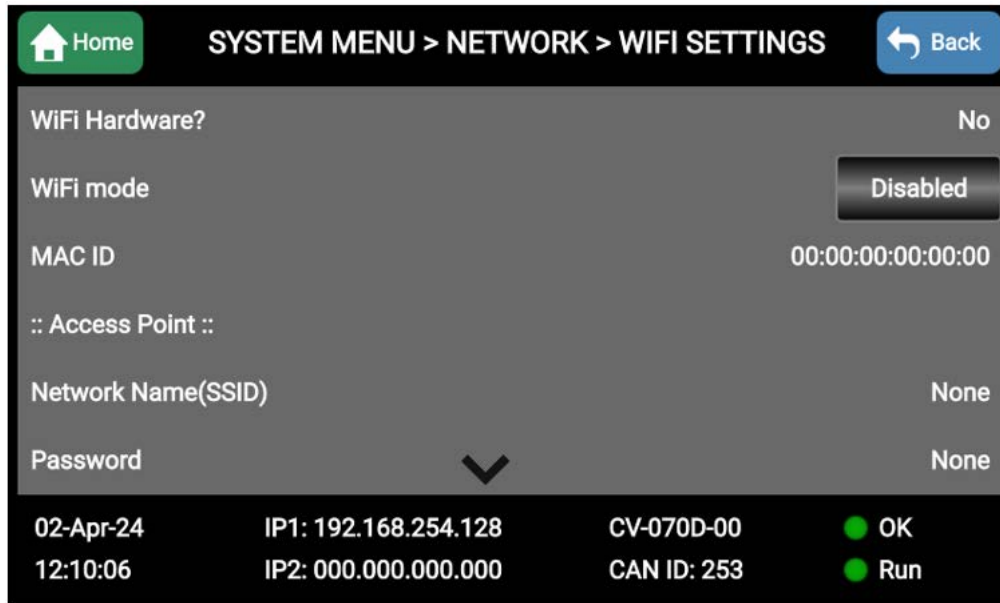 Home SYSTEM MENU > NETWORK > WIFI SETTINGS Back
WiFi Hardware? No
WiFi mode Disabled
MAC ID 00:00:00:00:00:00
:: Access Point ::
Network Name(SSID) None
Password None
02-Apr-24 IP1: 192.168.254.128 CV-070D-00 OK
12:10:06 IP2: 000.000.000.000 CAN ID: 253 Run